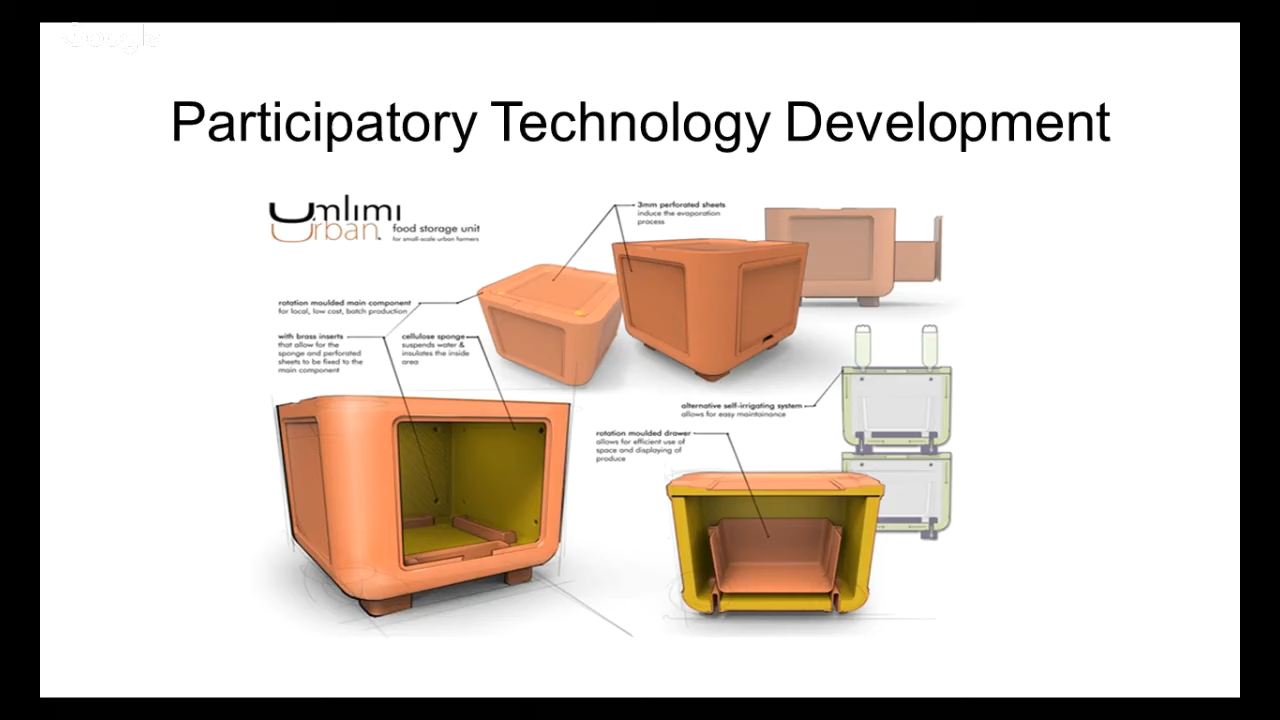 Google
Participatory Technology Development
umlimi
Urban
food storage unit
for small-scale urban farmers
3mm perforated sheets
induce the evaporation
process
rotation moulded main component
for local, low cost, batch production
with brass inserts
that allow for the
sponge and perforated
sheets to be fixed to the
main component
cellulose sponge
suspends water &
insulates the inside
area
alternative self-irrigating system
allows for easy maintainance
rotation moulded drawer
allows for efficient use of
space and displaying of
produce